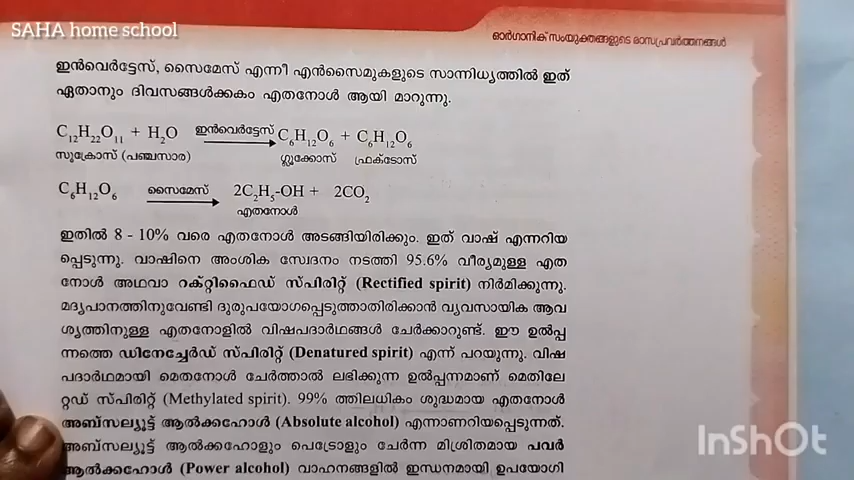 SAHA home school
ഓർഗാനിക് സംയുക്തങ്ങളുടെ രാസപ്രവർത്തനങ്ങൾ
ഇൻവെർട്ടേസ്, സൈമേസ് എന്നീ എൻസൈമുകളുടെ സാന്നിധ്യത്തിൽ ഇത്
ഏതാനും ദിവസങ്ങൾക്കകം എതനോൾ ആയി മാറുന്നു.
C₁₂H₂₂O₁₁ + H₂O ഇൻവെർട്ടേസ് → C₆H₁₂O₆ + C₆H₁₂O₆
സുക്രോസ് (പഞ്ചസാര) ഗ്ലൂക്കോസ് ഫ്രക്ടോസ്
C₆H₁₂O₆ സൈമേസ് → 2C₂H₅-OH + 2CO₂
എതനോൾ
ഇതിൽ 8 - 10% വരെ എതനോൾ അടങ്ങിയിരിക്കും. ഇത് വാഷ് എന്നറിയ
പ്പെടുന്നു. വാഷിനെ അംശിക സ്വേദനം നടത്തി 95.6% വീര്യമുള്ള എത
നോൾ അഥവാ റക്റ്റിഫൈഡ് സ്പിരിറ്റ് (Rectified spirit) നിർമിക്കുന്നു.
മദ്യപാനത്തിനുവേണ്ടി ദുരുപയോഗപ്പെടുത്താതിരിക്കാൻ വ്യവസായിക ആവ
ശ്യത്തിനുള്ള എതനോളിൽ വിഷപദാർഥങ്ങൾ ചേർക്കാറുണ്ട്. ഈ ഉൽപ്പ
ന്നത്തെ ഡിനേച്ചേർഡ് സ്പിരിറ്റ് (Denatured spirit) എന്ന് പറയുന്നു. വിഷ
പദാർഥമായി മെതനോൾ ചേർത്താൽ ലഭിക്കുന്ന ഉൽപ്പന്നമാണ് മെതിലേ
റ്റഡ് സ്പിരിറ്റ് (Methylated spirit). 99% ത്തിലധികം ശുദ്ധമായ എതനോൾ
അബ്സല്യൂട്ട് ആൽക്കഹോൾ (Absolute alcohol) എന്നാണറിയപ്പെടുന്നത്.
അബ്സല്യൂട്ട് ആൽക്കഹോളും പെട്രോളും ചേർന്ന മിശ്രിതമായ പവർ
ആൽക്കഹോൾ (Power alcohol) വാഹനങ്ങളിൽ ഇന്ധനമായി ഉപയോഗി
InShOt